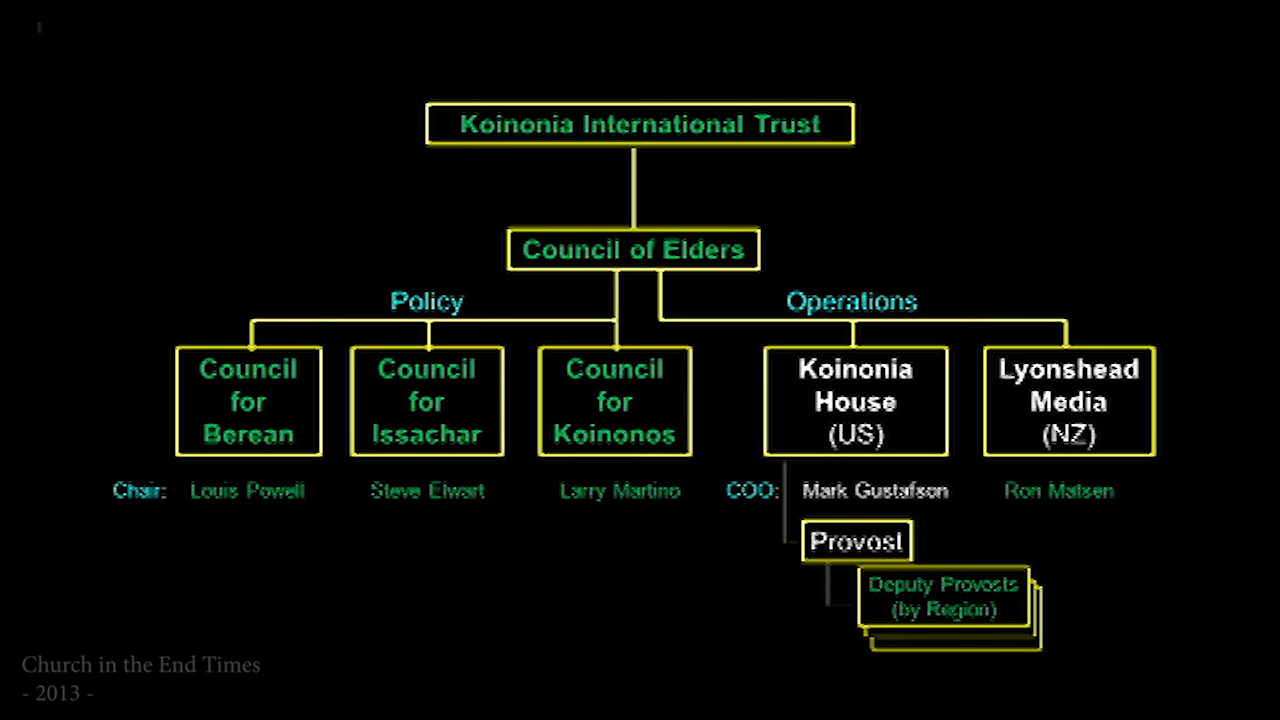 Koinonia International Trust
Council of Elders
Policy
Operations
Council
for
Berean
Council
for
Issachar
Council
for
Koinonos
Koinonia
House
(US)
Lyonshead
Media
(NZ)
Chair: Louis Powell
Steve Elwart
Larry Martino
COO: Mark Gustafson
Ron Matsen
Provost
Deputy Provosts
(by Region)
Church in the End Times
- 2013 -